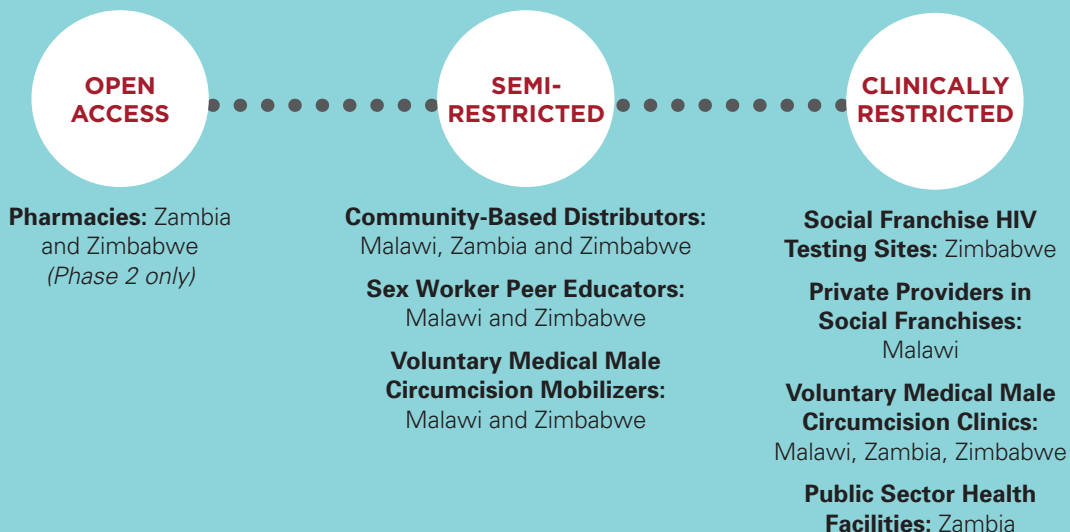 OPEN
ACCESS
Pharmacies: Zambia
and Zimbabwe
(Phase 2 only)
SEMI-
RESTRICTED
Community-Based Distributors:
Malawi, Zambia and Zimbabwe
Sex Worker Peer Educators:
Malawi and Zimbabwe
Voluntary Medical Male
Circumcision Mobilizers:
Malawi and Zimbabwe
CLINICALLY
RESTRICTED
Social Franchise HIV
Testing Sites: Zimbabwe
Private Providers in
Social Franchises:
Malawi
Voluntary Medical Male
Circumcision Clinics:
Malawi, Zambia, Zimbabwe
Public Sector Health
Facilities: Zambia